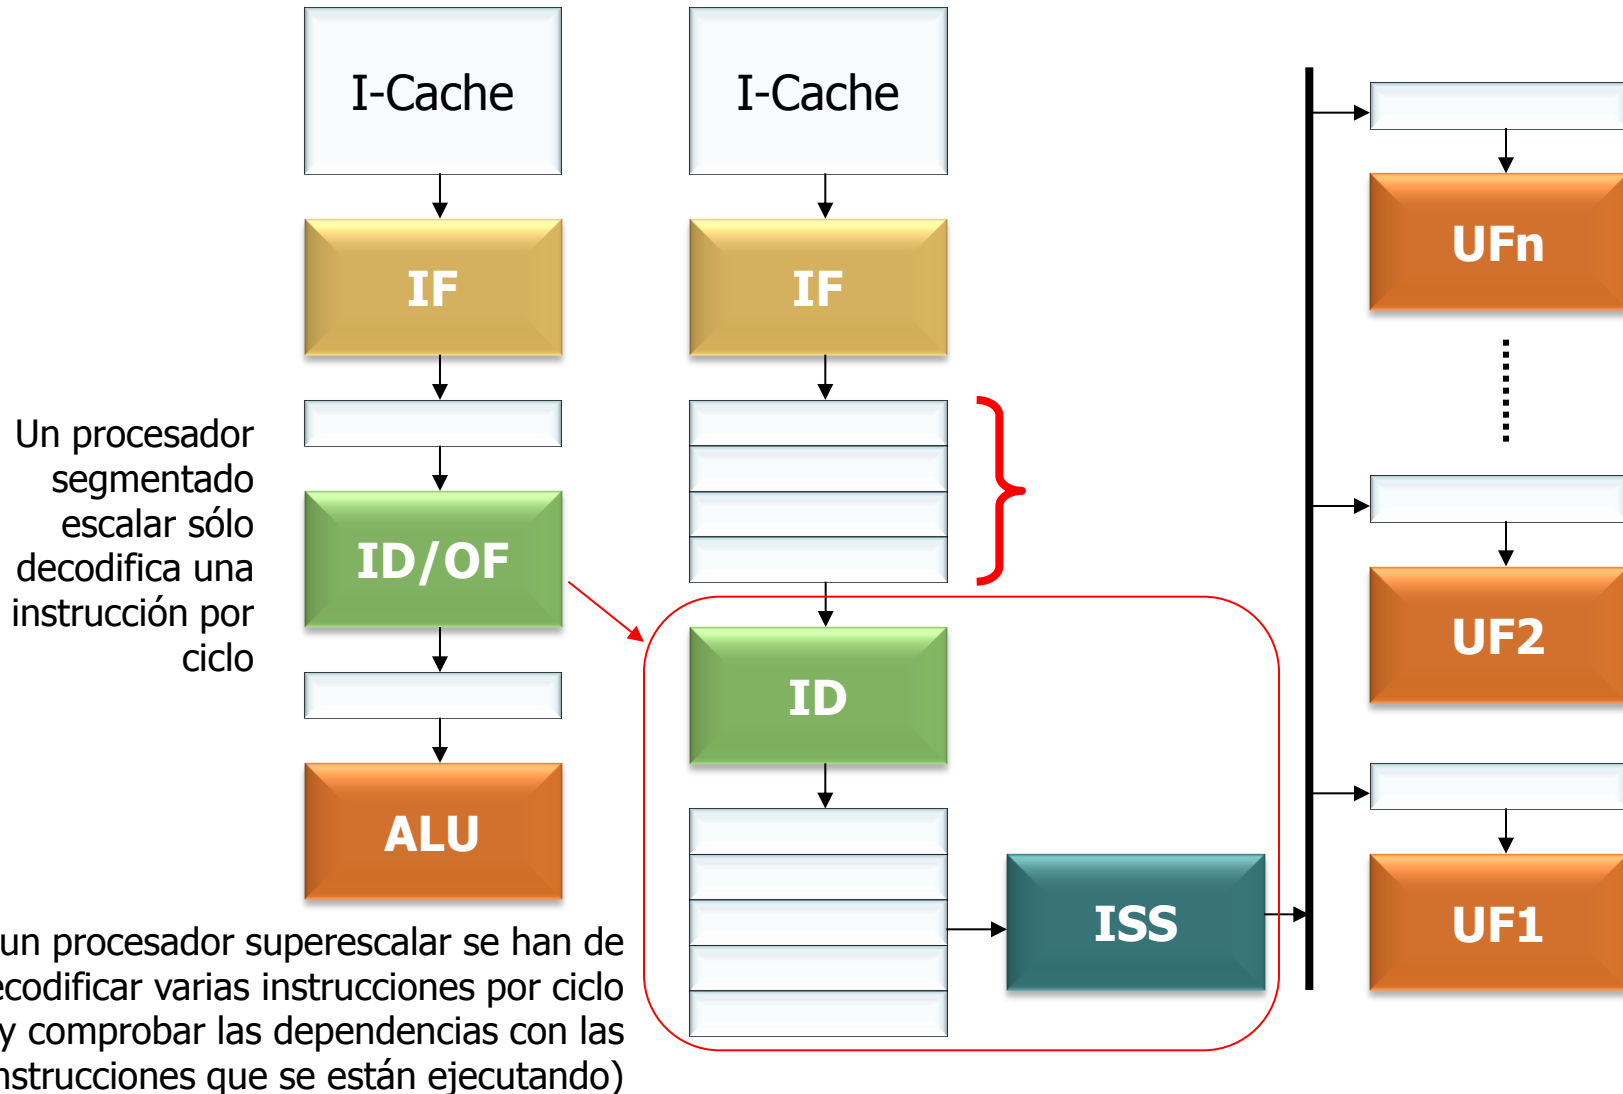 I-Cache
I-Cache
IF
IF
UFn
Un procesador
segmentado
escalar sólo
decodifica una
instrucción por
ciclo
ID/OF
ID
UF2
ALU
ISS
UF1
un procesador superescalar se han de
ecodificar varias instrucciones por ciclo
y comprobar las dependencias con las
nstrucciones que se están ejecutando)